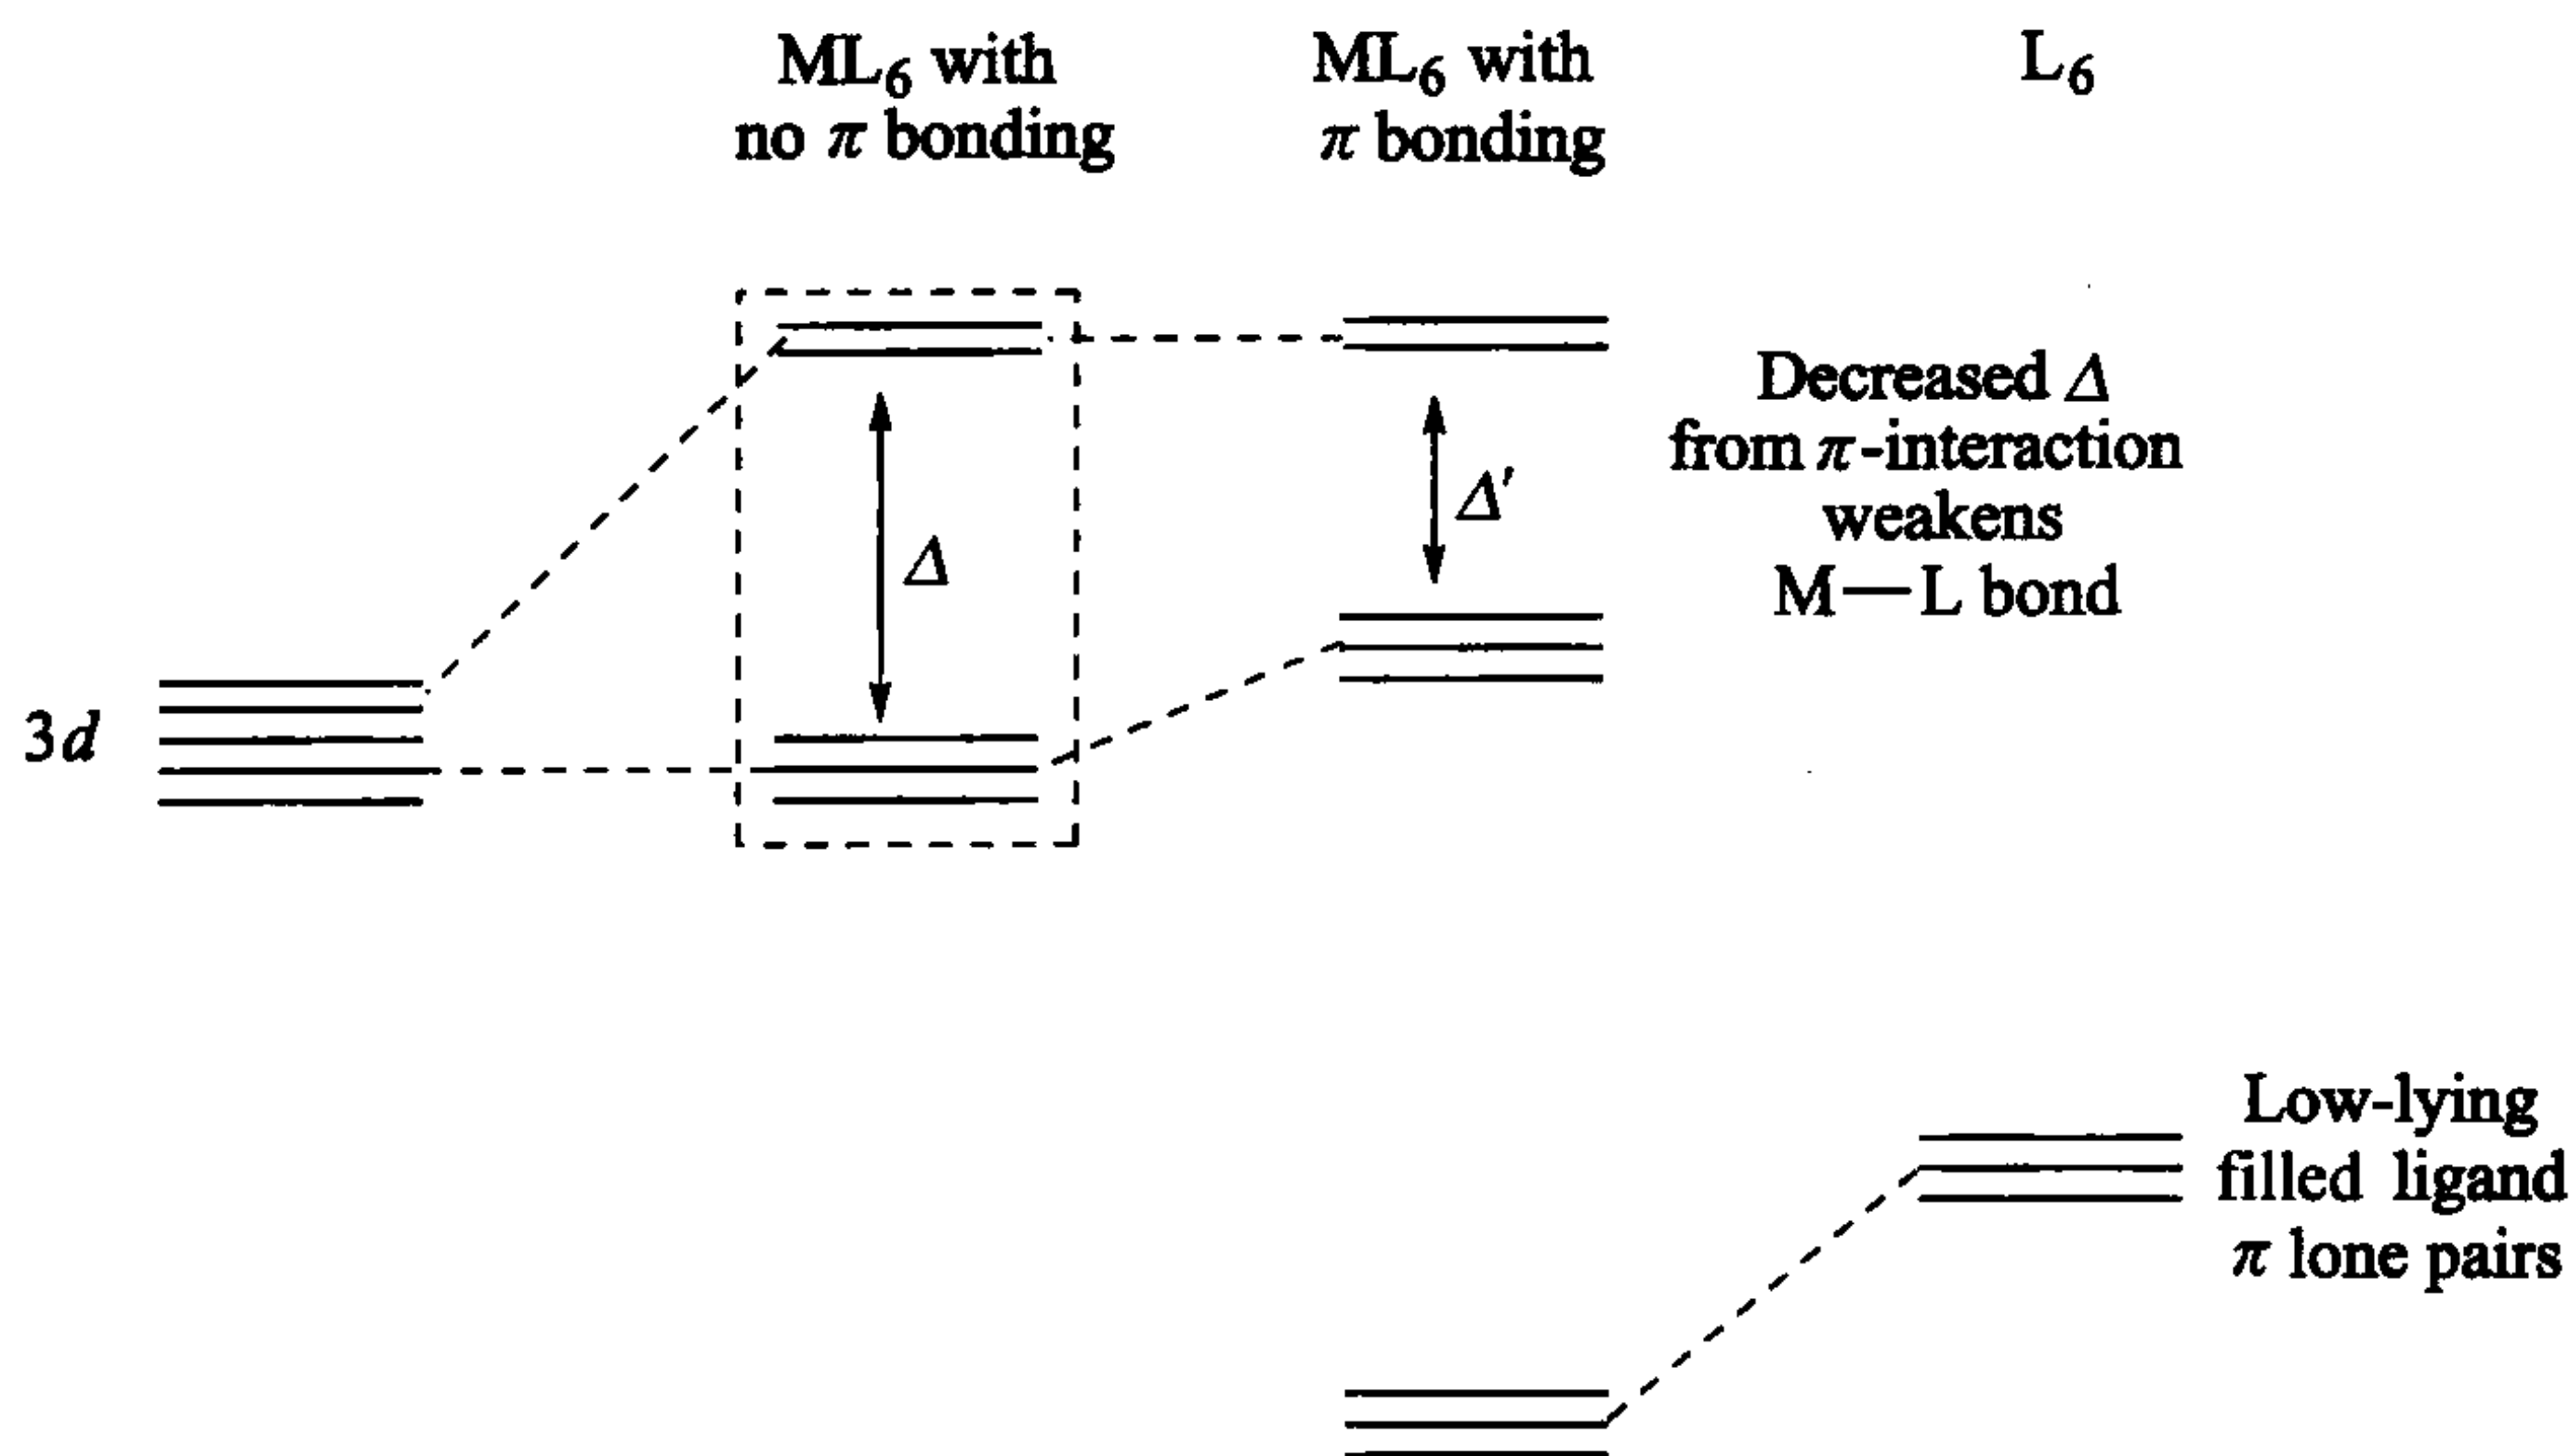 ML₆ with
no π bonding
ML₆ with
π bonding
L₆
3d
Δ
Δ′
Decreased Δ
from π-interaction
weakens
M—L bond
Low-lying
filled ligand
π lone pairs